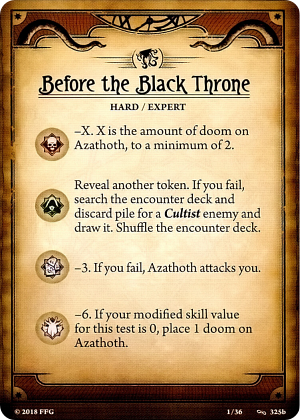 Before the Black Throne
HARD / EXPERT
–X. X is the amount of doom on
Azathoth, to a minimum of 2.
Reveal another token. If you fail,
search the encounter deck and
discard pile for a Cultist enemy and
draw it. Shuffle the encounter deck.
–3. If you fail, Azathoth attacks you.
–6. If your modified skill value
for this test is 0, place 1 doom on
Azathoth.
© 2018 FFG
1/36
325b